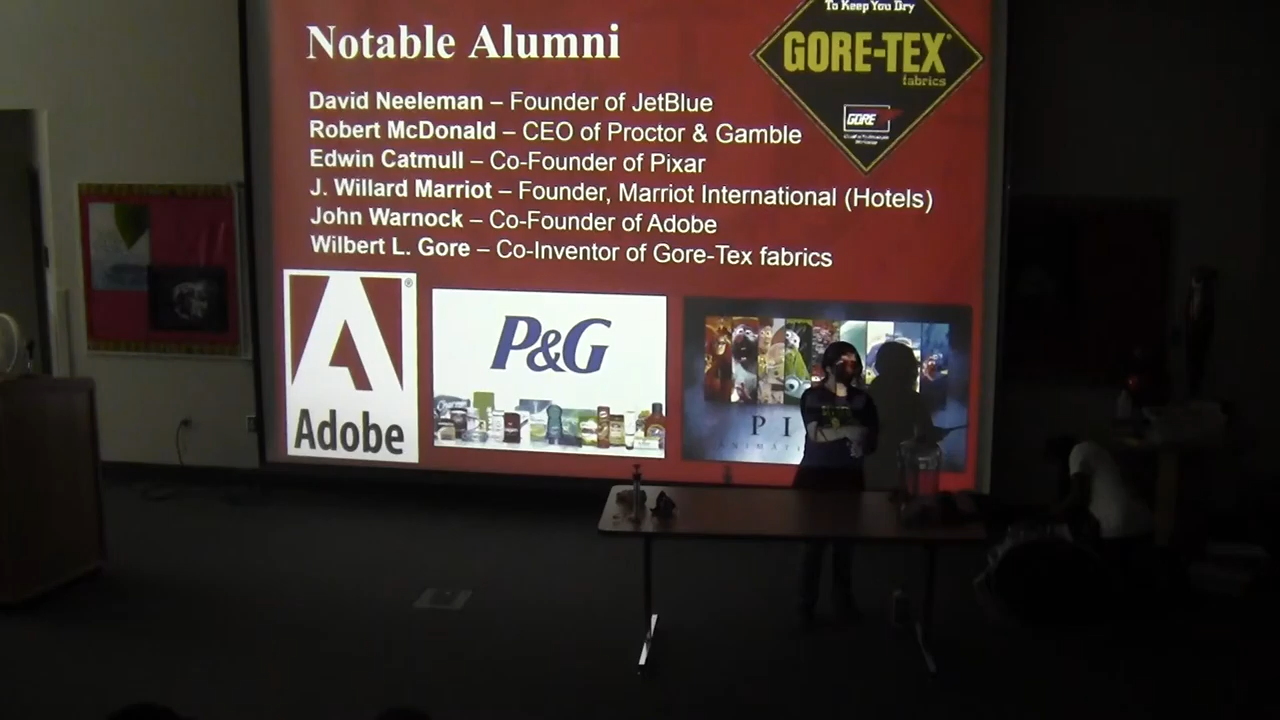 To Keep You Dry
GORE-TEX®
fabrics
GORE
Notable Alumni
David Neeleman – Founder of JetBlue
Robert McDonald – CEO of Proctor & Gamble
Edwin Catmull – Co-Founder of Pixar
J. Willard Marriot – Founder, Marriot International (Hotels)
John Warnock – Co-Founder of Adobe
Wilbert L. Gore – Co-Inventor of Gore-Tex fabrics
Adobe®
P&G
PI